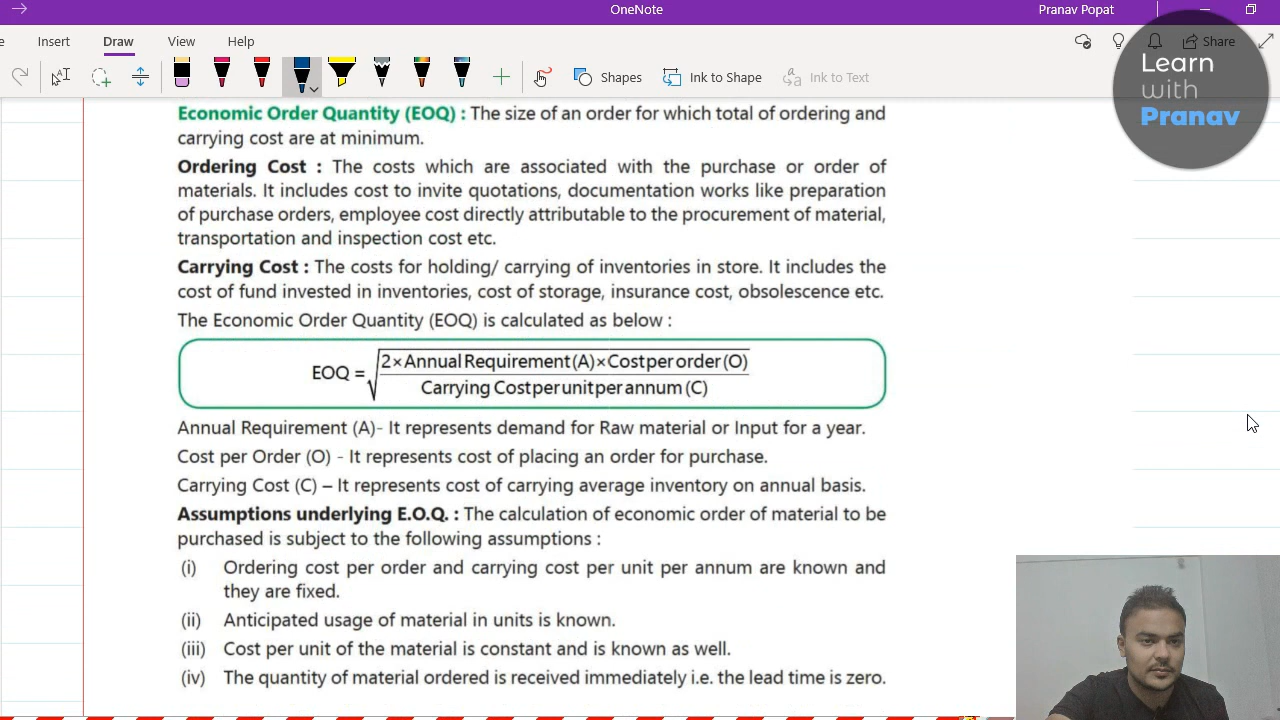 OneNote
Pranav Popat
Insert Draw View Help
Share
Shapes Ink to Shape Ink to Text
Learn
with
Pranav
Economic Order Quantity (EOQ) : The size of an order for which total of ordering and
carrying cost are at minimum.
Ordering Cost : The costs which are associated with the purchase or order of
materials. It includes cost to invite quotations, documentation works like preparation
of purchase orders, employee cost directly attributable to the procurement of material,
transportation and inspection cost etc.
Carrying Cost : The costs for holding/ carrying of inventories in store. It includes the
cost of fund invested in inventories, cost of storage, insurance cost, obsolescence etc.
The Economic Order Quantity (EOQ) is calculated as below :
2×Annual Requirement (A)×Cost per order (O)
EOQ = √
Carrying Cost per unit per annum (C)
Annual Requirement (A)- It represents demand for Raw material or Input for a year.
Cost per Order (O) - It represents cost of placing an order for purchase.
Carrying Cost (C) – It represents cost of carrying average inventory on annual basis.
Assumptions underlying E.O.Q. : The calculation of economic order of material to be
purchased is subject to the following assumptions :
(i) Ordering cost per order and carrying cost per unit per annum are known and
they are fixed.
(ii) Anticipated usage of material in units is known.
(iii) Cost per unit of the material is constant and is known as well.
(iv) The quantity of material ordered is received immediately i.e. the lead time is zero.